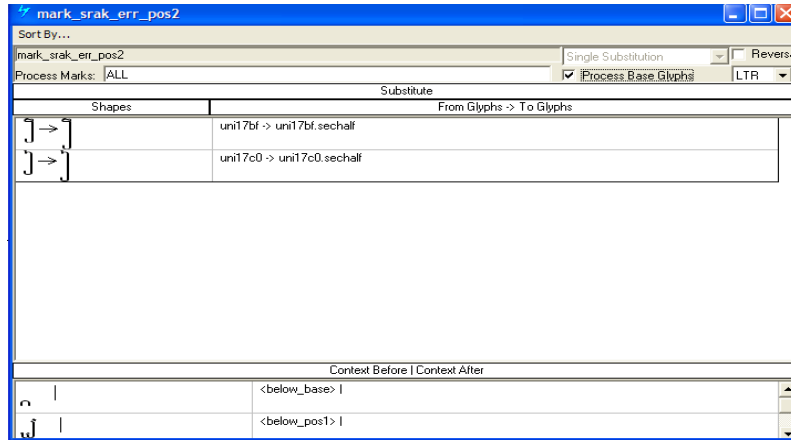 mark_srak_err_pos2
Sort By...
mark_srak_err_pos2 Single Substitution Revers
Process Marks: ALL Process Base Glyphs LTR
Substitute
Shapes From Glyphs -> To Glyphs
uni17bf -> uni17bf.sechalf
uni17c0 -> uni17c0.sechalf
Context Before | Context After
<below_base> |
<below_pos1> |